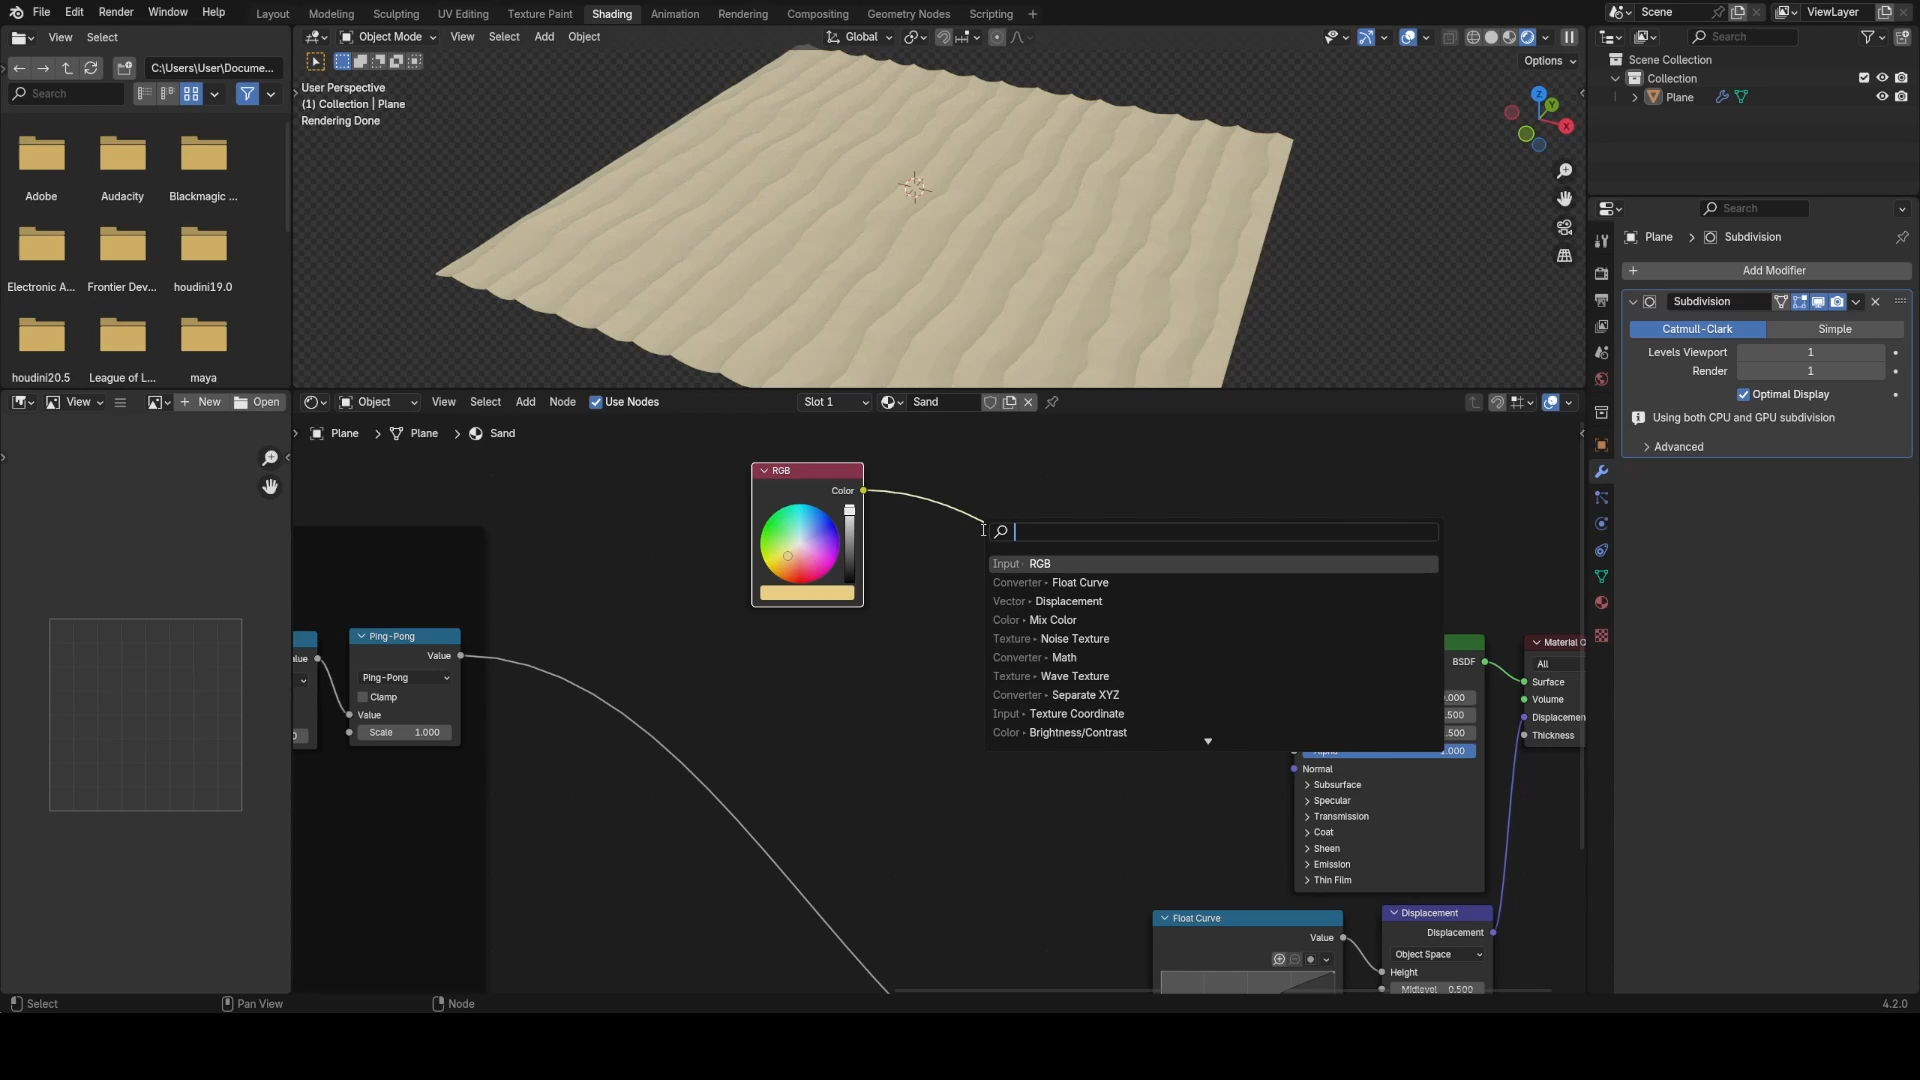 File Edit Render Window Help
Layout Modeling Sculpting UV Editing Texture Paint Shading Animation Rendering Compositing Geometry Nodes Scripting +
Scene
ViewLayer
View Select
C:\Users\User\Docume...
Search
Adobe Audacity Blackmagic ...
Electronic A... Frontier Dev... houdini19.0
houdini20.5 League of L... maya
Object Mode View Select Add Object
Global
Options
User Perspective
(1) Collection | Plane
Rendering Done
Z
Y
X
Search
Scene Collection
Collection
Plane
Search
Plane > Subdivision
+ Add Modifier
Subdivision
Catmull-Clark Simple
Levels Viewport 1
Render 1
Optimal Display
Using both CPU and GPU subdivision
Advanced
View
+ New Open
Object View Select Add Node Use Nodes
Slot 1
Sand
Plane > Plane > Sand
RGB
Color
Input RGB
Converter Float Curve
Vector Displacement
Color Mix Color
Texture Noise Texture
Converter Math
Texture Wave Texture
Converter Separate XYZ
Input Texture Coordinate
Color Brightness/Contrast
Ping-Pong
Value
Ping-Pong
Clamp
Value
Scale 1.000
BSDF
.000
.500
.500
.000
Normal
Subsurface
Specular
Transmission
Coat
Sheen
Emission
Thin Film
Material O
All
Surface
Volume
Displacemen
Thickness
Float Curve
Value
Displacement
Displacement
Object Space
Height
Midlevel 0.500
Select Pan View Node
4.2.0